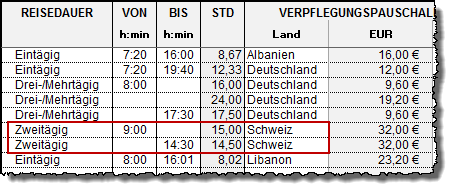 REISEDAUER VON BIS STD VERPFLEGUNGSPAUSCHAL
h:min h:min Land EUR
Eintägig 7:20 16:00 8,67 Albanien 16,00 €
Eintägig 7:20 19:40 12,33 Deutschland 12,00 €
Drei-/Mehrtägig 8:00 16,00 Deutschland 9,60 €
Drei-/Mehrtägig 24,00 Deutschland 19,20 €
Drei-/Mehrtägig 17:30 17,50 Deutschland 9,60 €
Zweitägig 9:00 15,00 Schweiz 32,00 €
Zweitägig 14:30 14,50 Schweiz 32,00 €
Eintägig 8:00 16:01 8,02 Libanon 23,20 €